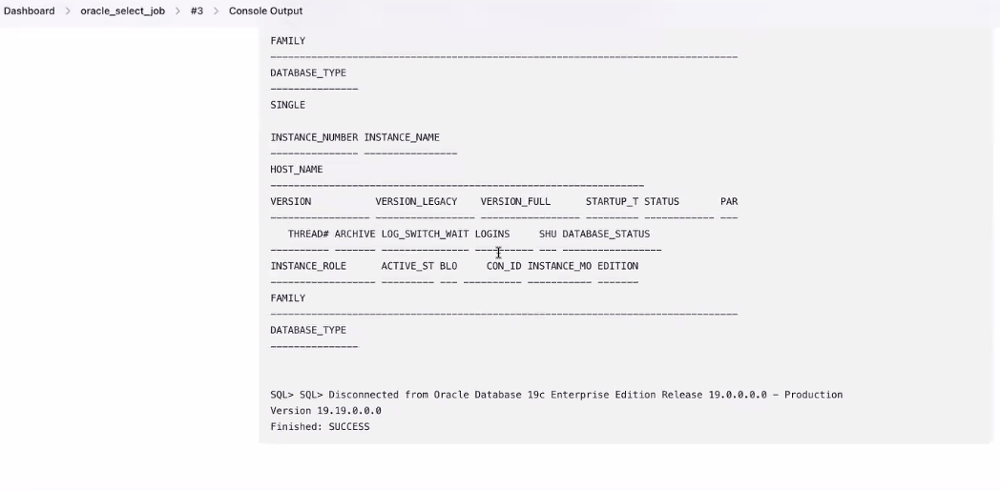 Dashboard > oracle_select_job > #3 > Console Output
FAMILY
--------------------------------------------------------------------------------
DATABASE_TYPE
---------------
SINGLE
INSTANCE_NUMBER INSTANCE_NAME
--------------- ----------------
HOST_NAME
----------------------------------------------------------------
VERSION           VERSION_LEGACY    VERSION_FULL      STARTUP_T STATUS       PAR
----------------- ----------------- ----------------- --------- ------------ ---
   THREAD# ARCHIVE LOG_SWITCH_WAIT LOGINS     SHU DATABASE_STATUS
---------- ------- --------------- ---------- --- -----------------
INSTANCE_ROLE      ACTIVE_ST BLO     CON_ID INSTANCE_MO EDITION
------------------ --------- --- ---------- ----------- -------
FAMILY
--------------------------------------------------------------------------------
DATABASE_TYPE
---------------
SQL> SQL> Disconnected from Oracle Database 19c Enterprise Edition Release 19.0.0.0.0 - Production
Version 19.19.0.0.0
Finished: SUCCESS